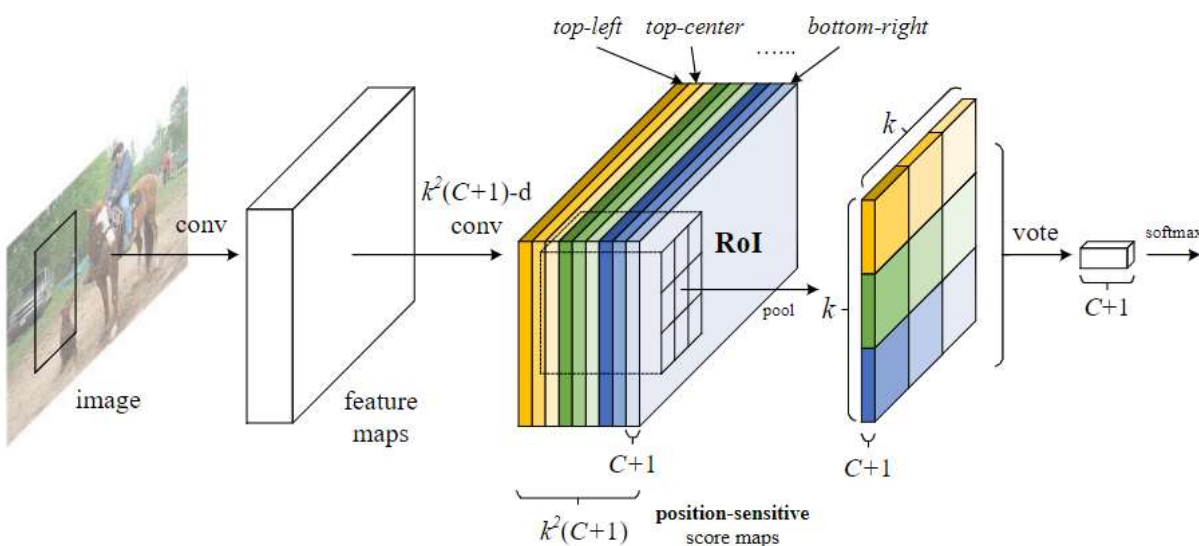 top-left top-center ...... bottom-right
image
conv
feature
maps
k²(C+1)-d
conv
RoI
pool
C+1
k²(C+1)
position-sensitive
score maps
k
k
C+1
vote
C+1
softmax